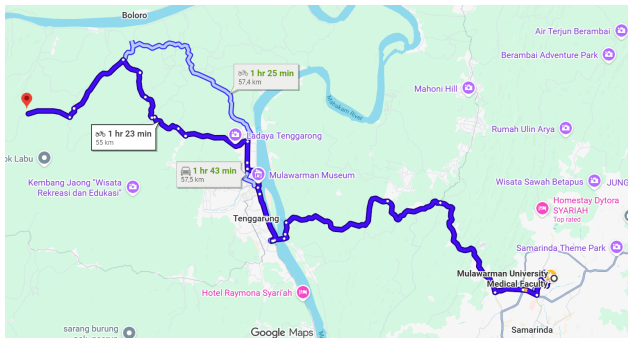 Boloro
Air Terjun Berambai
Berambai Adventure Park
1 hr 25 min
57,4 km
Mahakam River
Mahoni Hill
1 hr 23 min
55 km
Ladaya Tenggarong
Rumah Ulin Arya
ok Labu
1 hr 43 min
57,5 km
Mulawarman Museum
Kembang Jaong "Wisata
Rekreasi dan Edukasi"
Wisata Sawah Betapus
JUNG
Homestay Dylora
SYARIAH
Top rated
Tenggarong
Samarinda Theme Park
Mulawarman University
Medical Faculty
Hotel Raymona Syari'ah
sarang burung
Google Maps
Samarinda